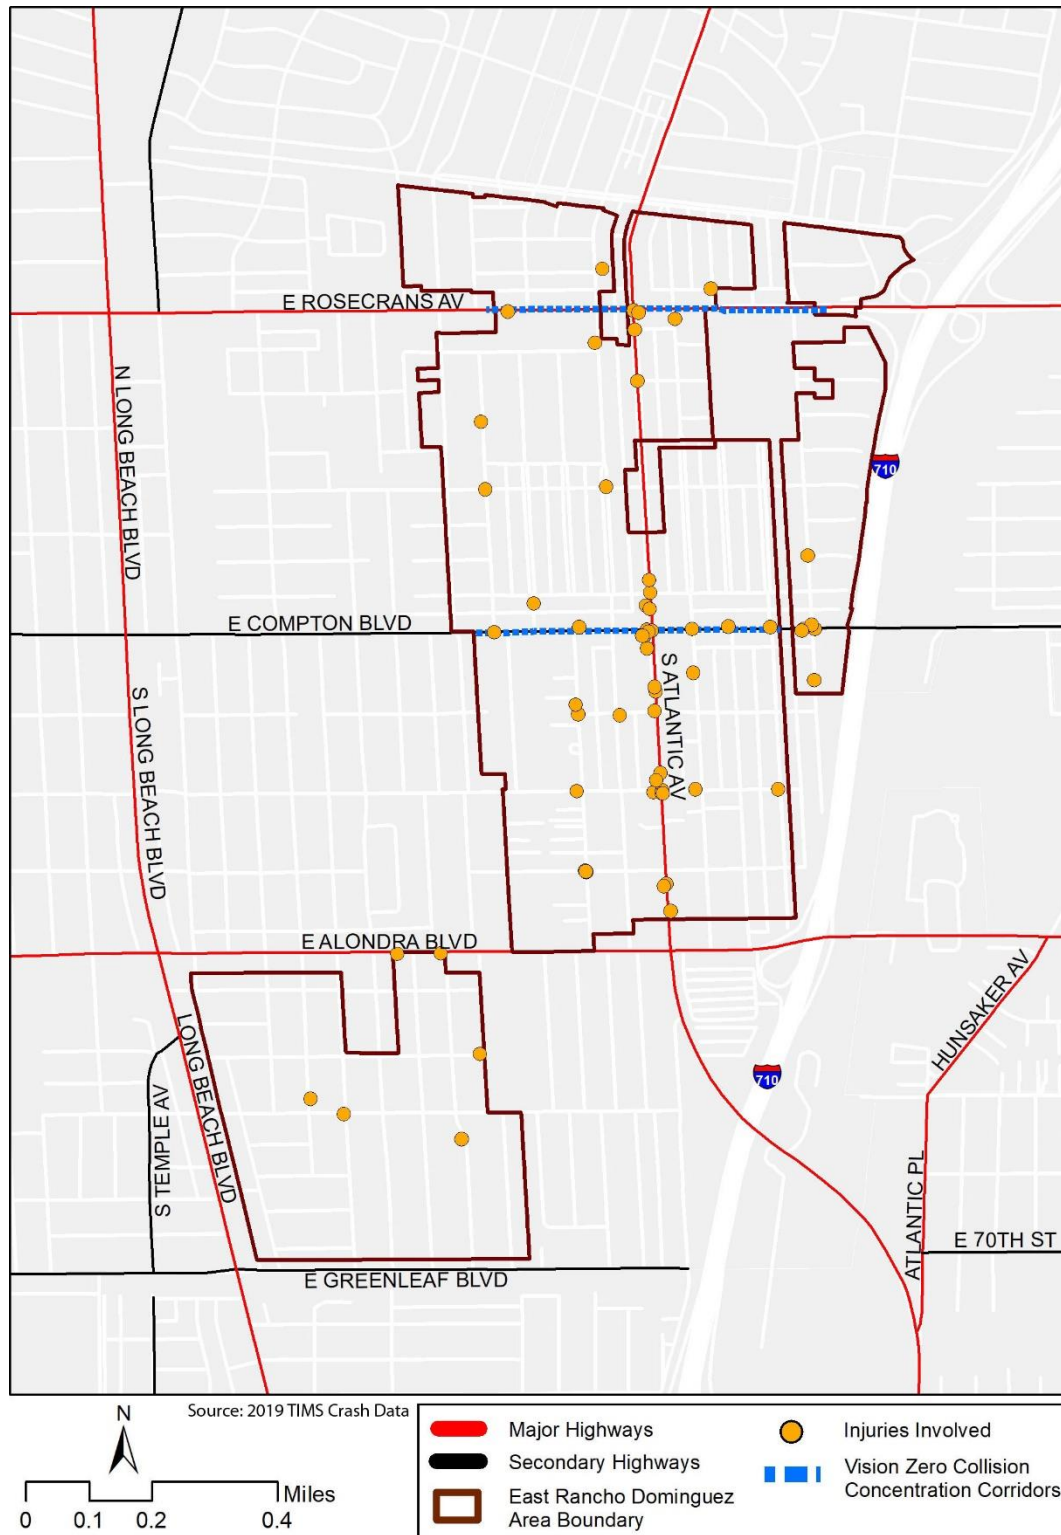 E ROSECRANS AV
N LONG BEACH BLVD
710
E COMPTON BLVD
S ATLANTIC AV
S LONG BEACH BLVD
E ALONDRA BLVD
HUNSAKER AV
LONG BEACH BLVD
710
S TEMPLE AV
ATLANTIC PL
E 70TH ST
E GREENLEAF BLVD
Source: 2019 TIMS Crash Data
N
Miles
0 0.1 0.2 0.4
Major Highways
Secondary Highways
East Rancho Dominguez
Area Boundary
Injuries Involved
Vision Zero Collision
Concentration Corridors